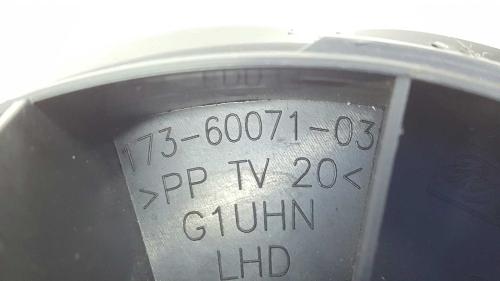 173-60071-03
>PP TV 20<
G1UHN
LHD